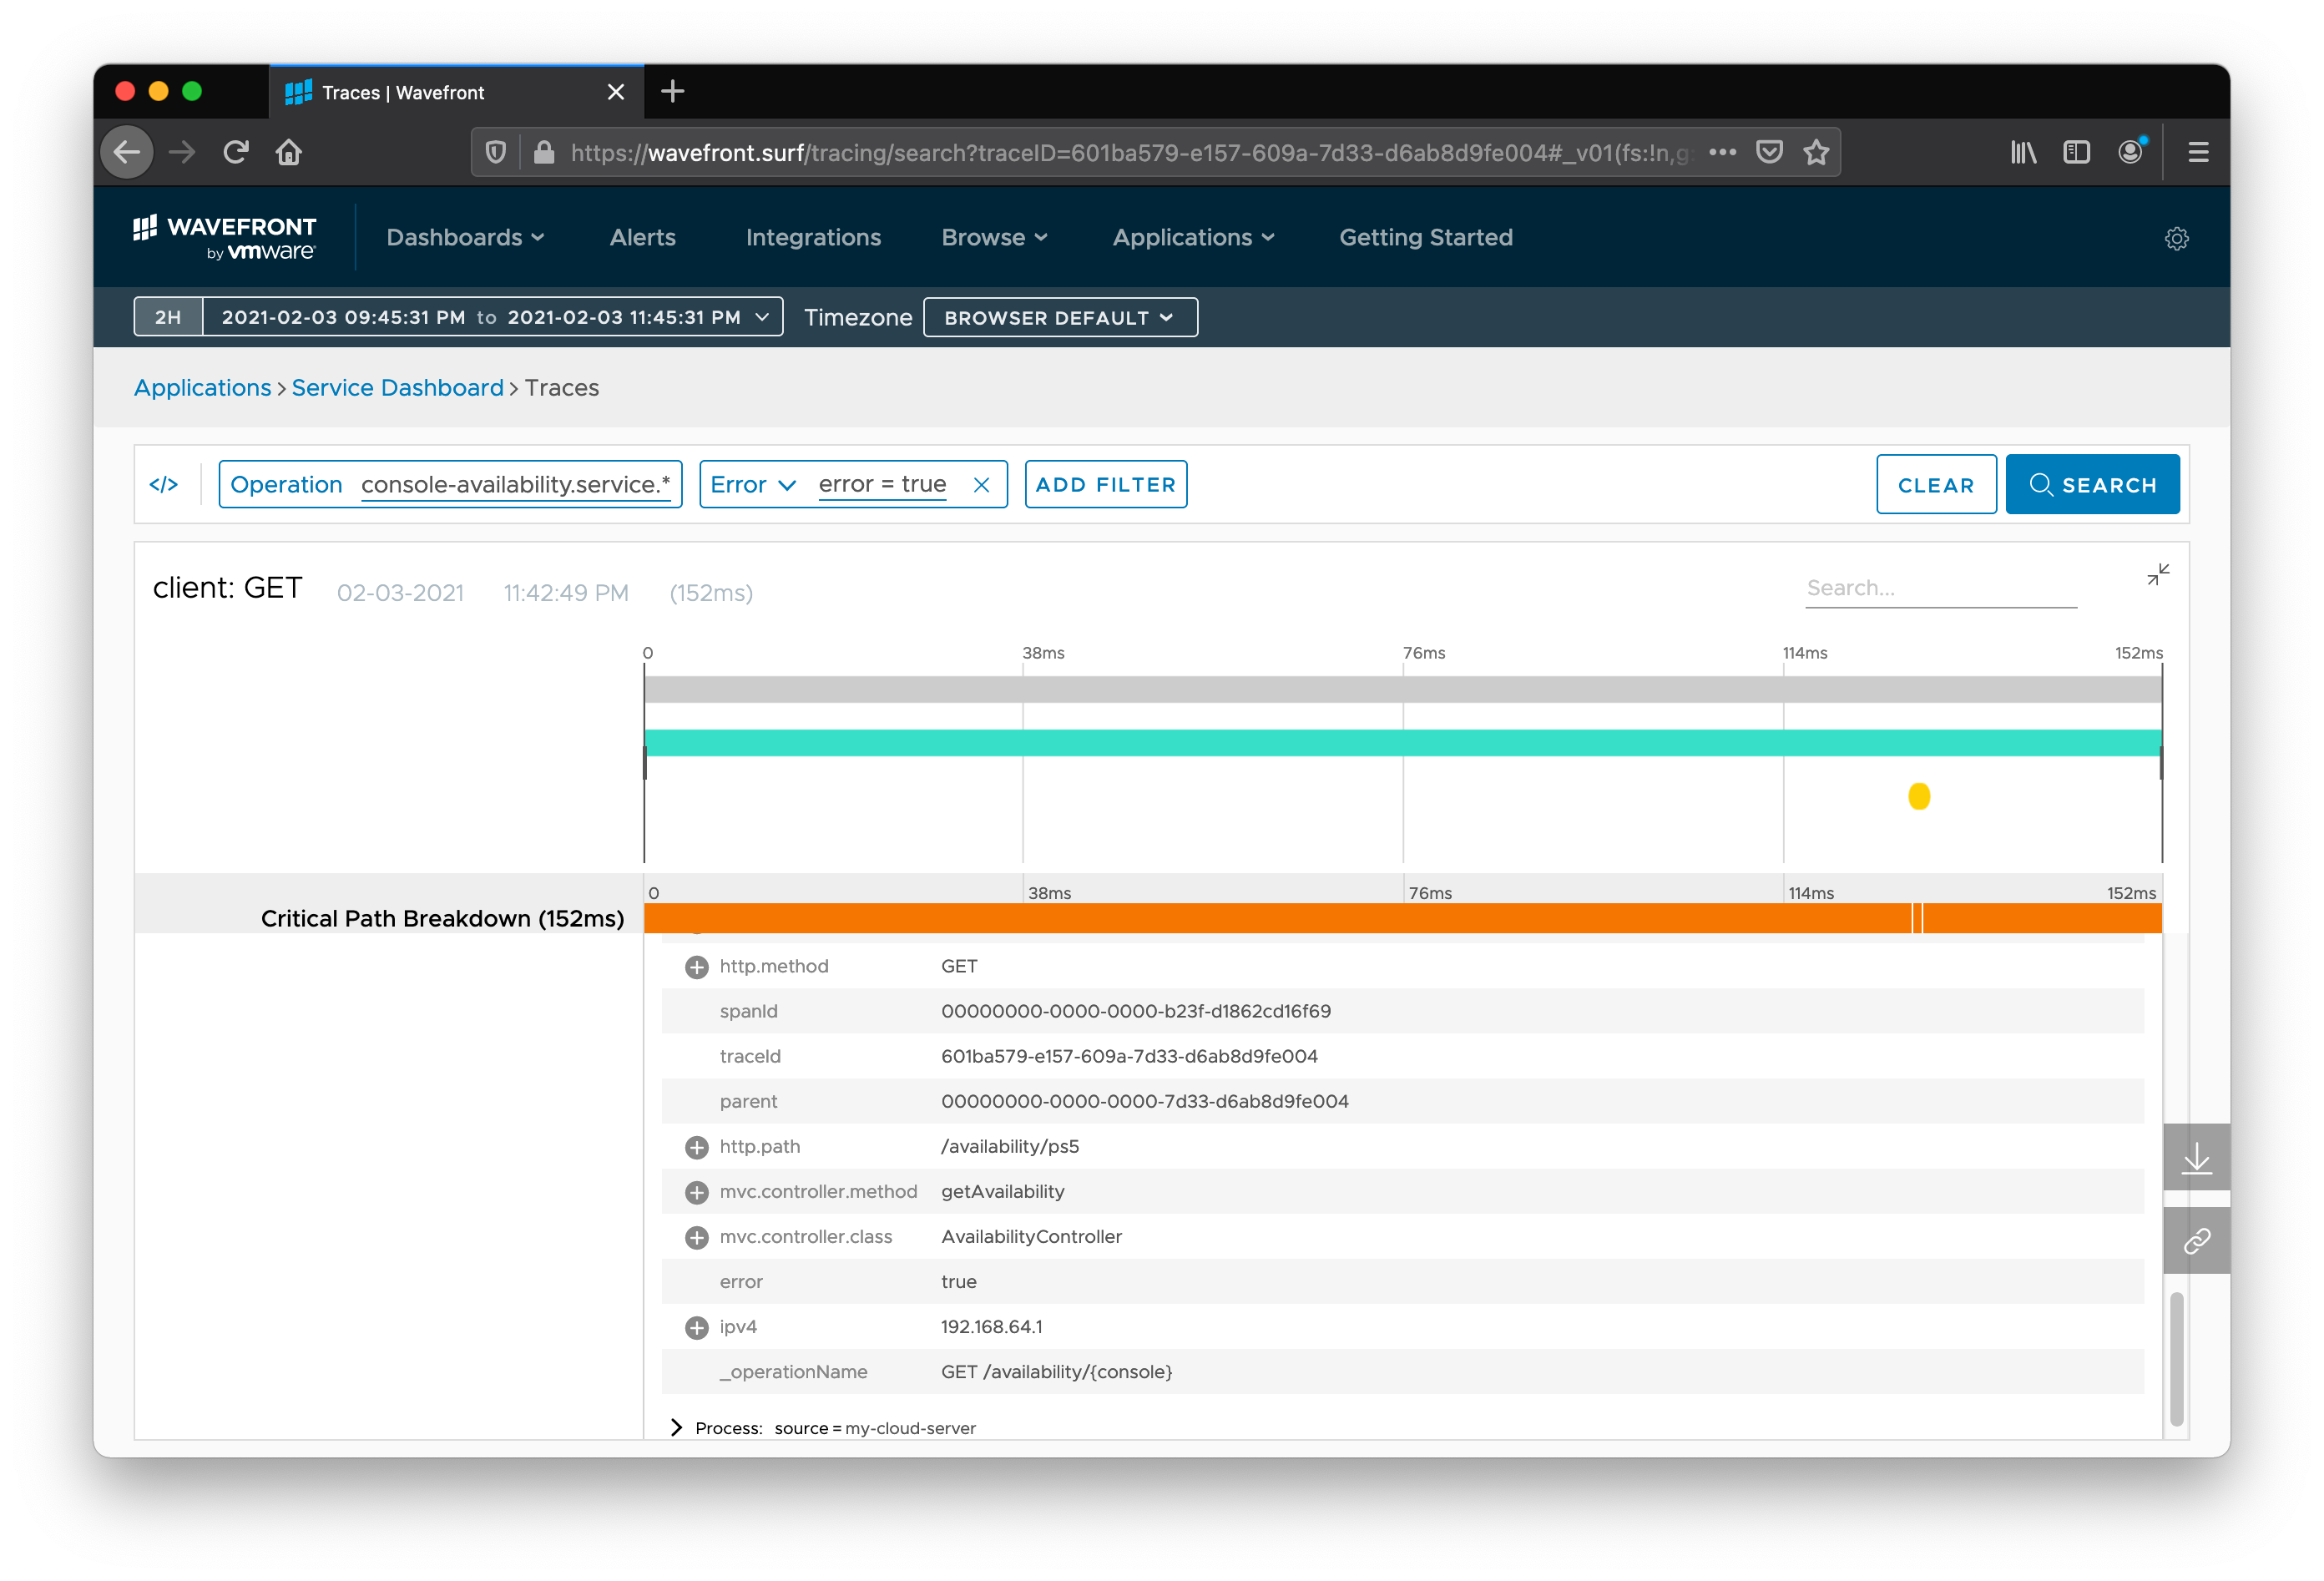 Traces | Wavefront
https://wavefront.surf/tracing/search?traceID=601ba579-e157-609a-7d33-d6ab8d9fe004#_v01(fs:!n,g:
WAVEFRONT
by vmware
Dashboards
Alerts
Integrations
Browse
Applications
Getting Started
2H 2021-02-03 09:45:31 PM to 2021-02-03 11:45:31 PM Timezone BROWSER DEFAULT
Applications > Service Dashboard > Traces
</> Operation console-availability.service.* Error error = true ADD FILTER CLEAR SEARCH
client: GET 02-03-2021 11:42:49 PM (152ms) Search...
0 38ms 76ms 114ms 152ms
0 38ms 76ms 114ms 152ms
Critical Path Breakdown (152ms)
http.method GET
spanId 00000000-0000-0000-b23f-d1862cd16f69
traceId 601ba579-e157-609a-7d33-d6ab8d9fe004
parent 00000000-0000-0000-7d33-d6ab8d9fe004
http.path /availability/ps5
mvc.controller.method getAvailability
mvc.controller.class AvailabilityController
error true
ipv4 192.168.64.1
_operationName GET /availability/{console}
Process: source = my-cloud-server